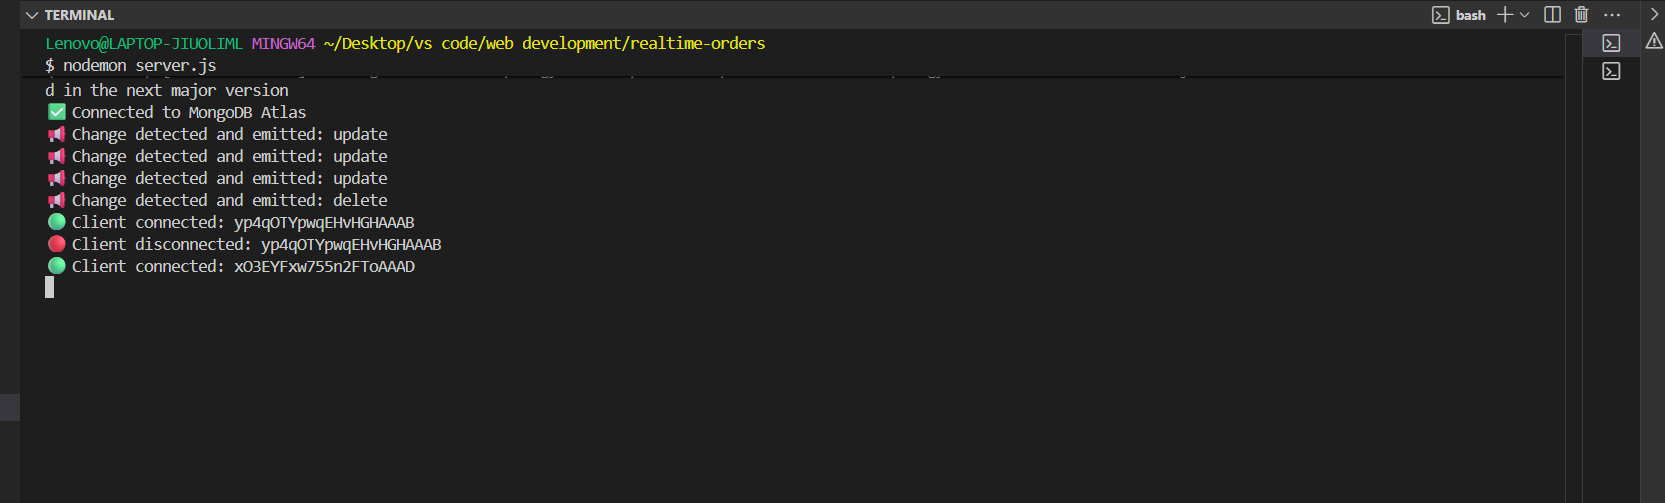 TERMINAL
bash
Lenovo@LAPTOP-JIUOLIML MINGW64 ~/Desktop/vs code/web development/realtime-orders
$ nodemon server.js
d in the next major version
✅ Connected to MongoDB Atlas
📢 Change detected and emitted: update
📢 Change detected and emitted: update
📢 Change detected and emitted: update
📢 Change detected and emitted: delete
🟢 Client connected: yp4qOTYpwqEHvHGHAAAB
🔴 Client disconnected: yp4qOTYpwqEHvHGHAAAB
🟢 Client connected: xO3EYFxw755n2FToAAAD